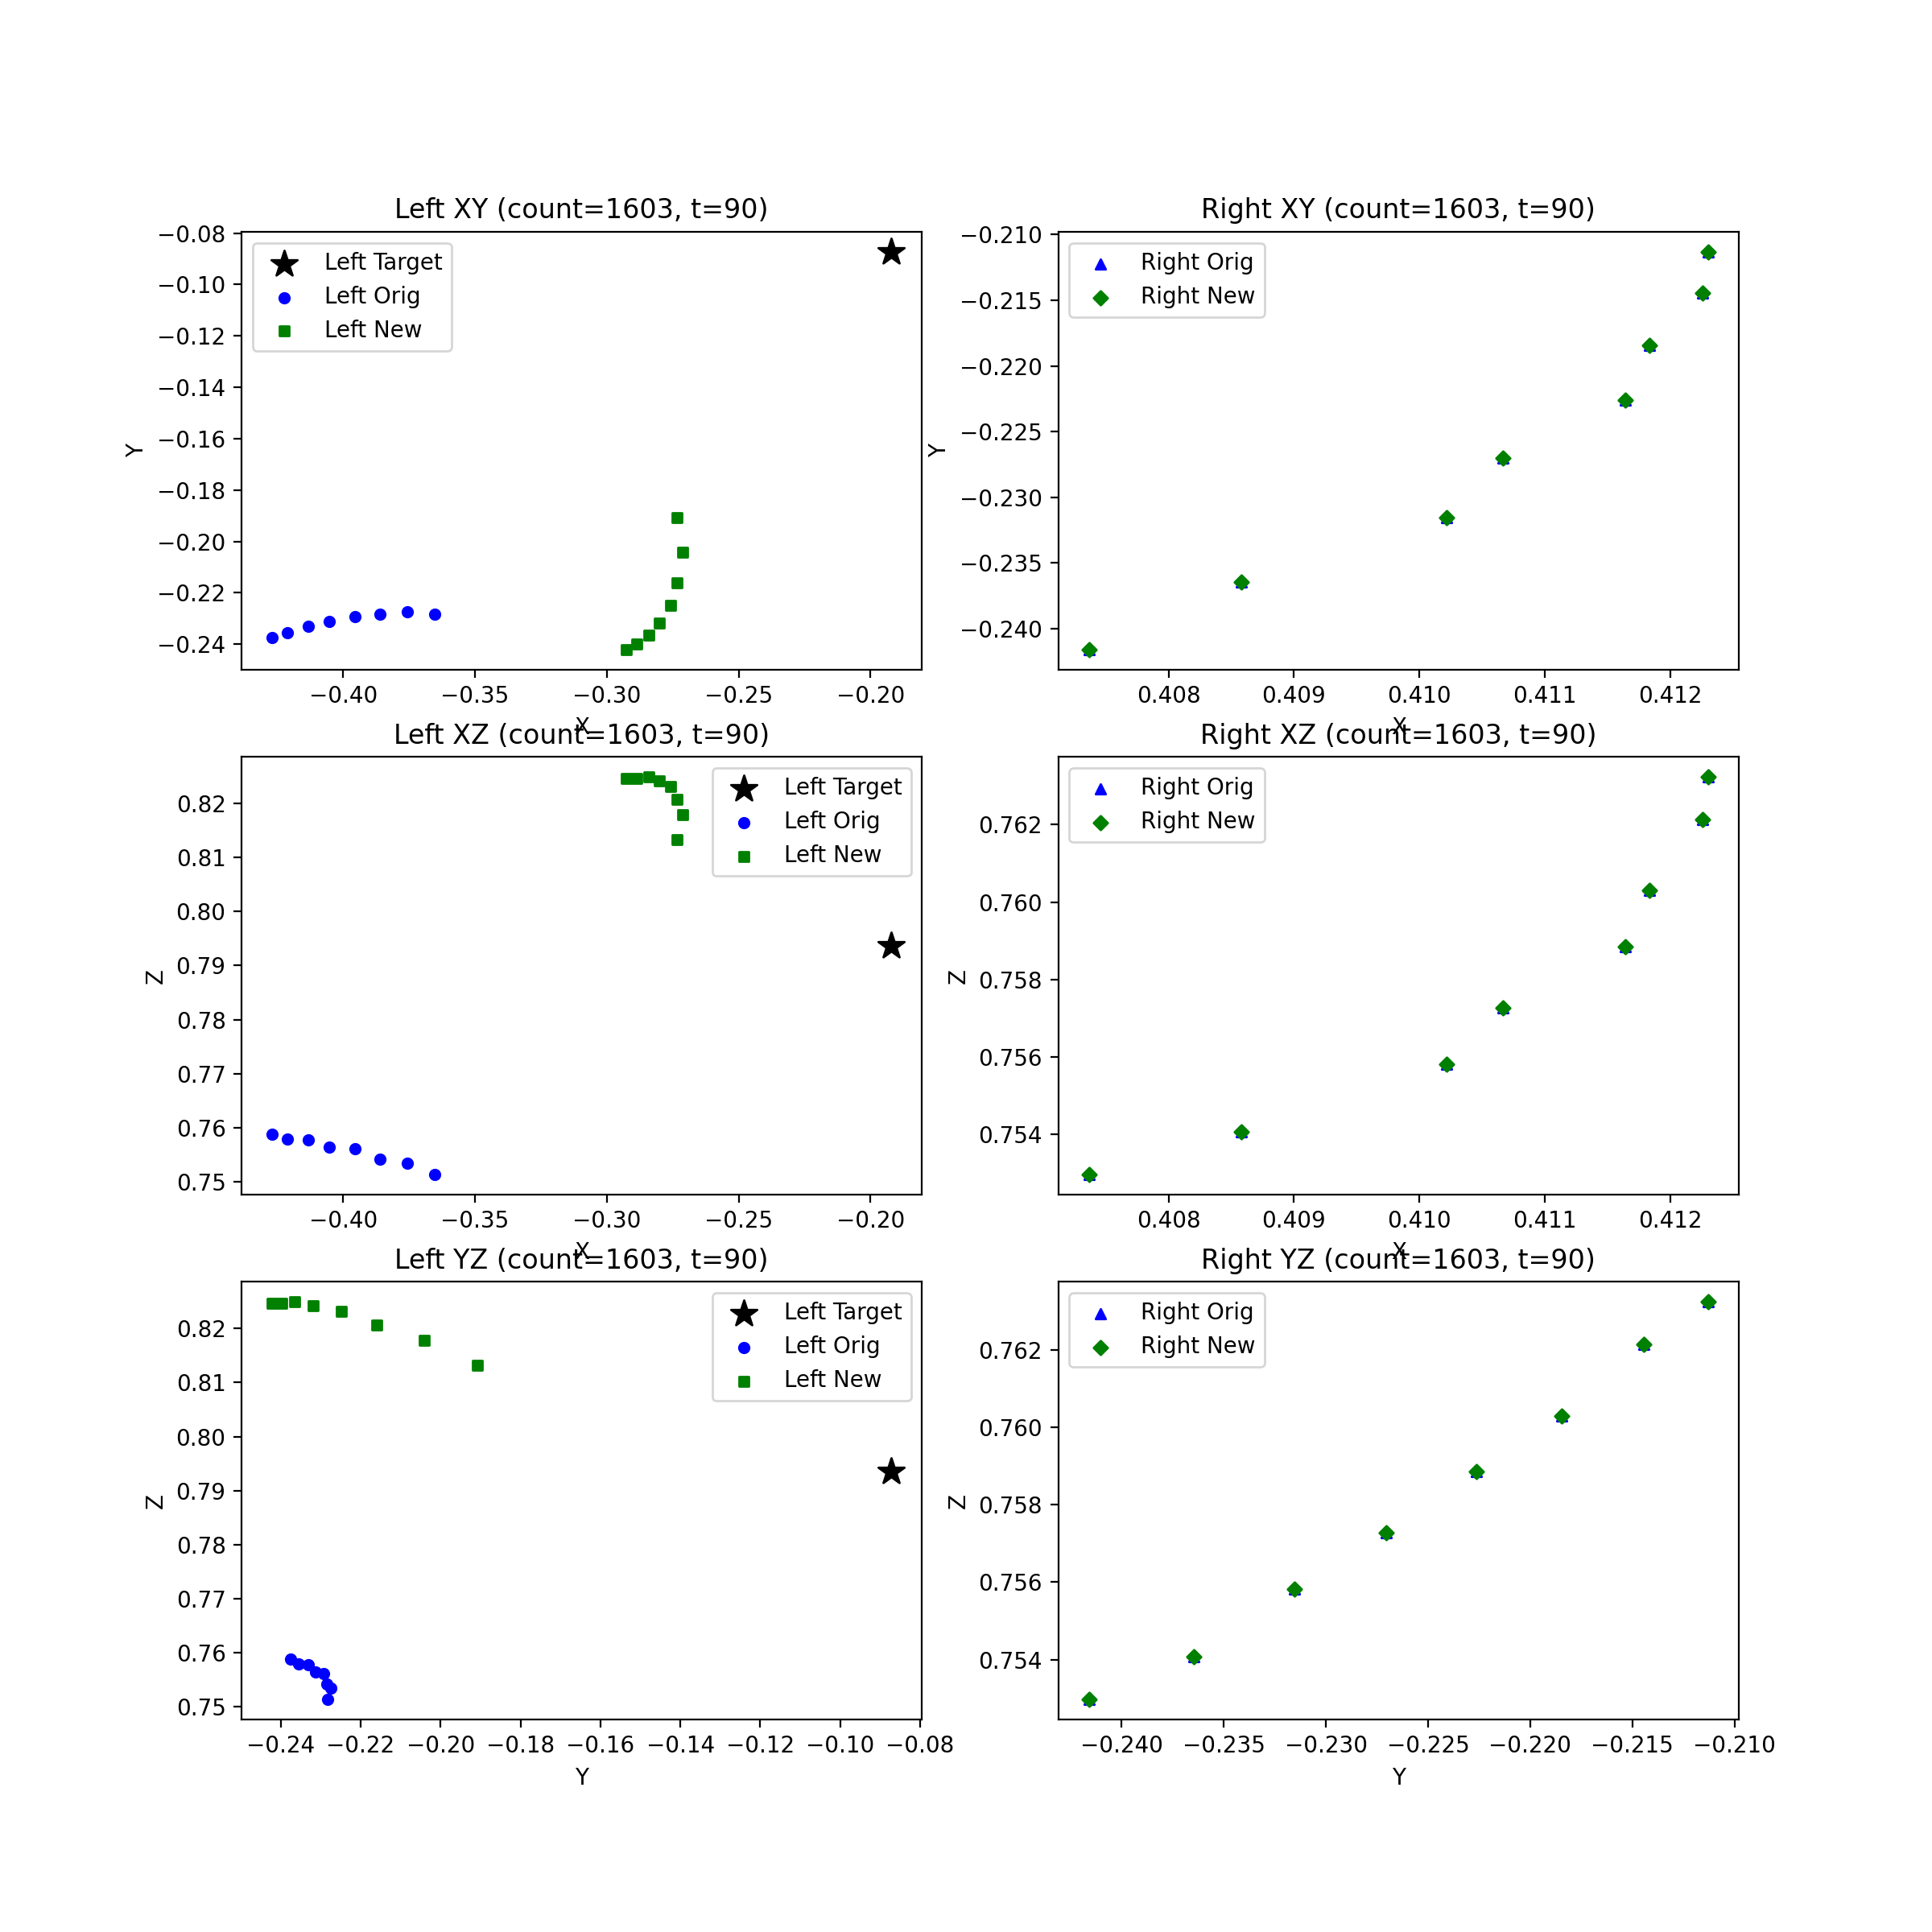 Left XY (count=1603, t=90)
−0.08
−0.10
−0.12
−0.14
−0.16
−0.18
−0.20
−0.22
−0.24
Y
Left Target
Left Orig
Left New
−0.40 −0.35 −0.30 −0.25 −0.20
X
Right XY (count=1603, t=90)
−0.210
−0.215
−0.220
−0.225
−0.230
−0.235
−0.240
Y
Right Orig
Right New
0.408 0.409 0.410 0.411 0.412
X
Left XZ (count=1603, t=90)
0.82
0.81
0.80
0.79
0.78
0.77
0.76
0.75
Z
Left Target
Left Orig
Left New
−0.40 −0.35 −0.30 −0.25 −0.20
X
Right XZ (count=1603, t=90)
0.762
0.760
0.758
0.756
0.754
Z
Right Orig
Right New
0.408 0.409 0.410 0.411 0.412
X
Left YZ (count=1603, t=90)
0.82
0.81
0.80
0.79
0.78
0.77
0.76
0.75
Z
Left Target
Left Orig
Left New
−0.24 −0.22 −0.20 −0.18 −0.16 −0.14 −0.12 −0.10 −0.08
Y
Right YZ (count=1603, t=90)
0.762
0.760
0.758
0.756
0.754
Z
Right Orig
Right New
−0.240 −0.235 −0.230 −0.225 −0.220 −0.215 −0.210
Y